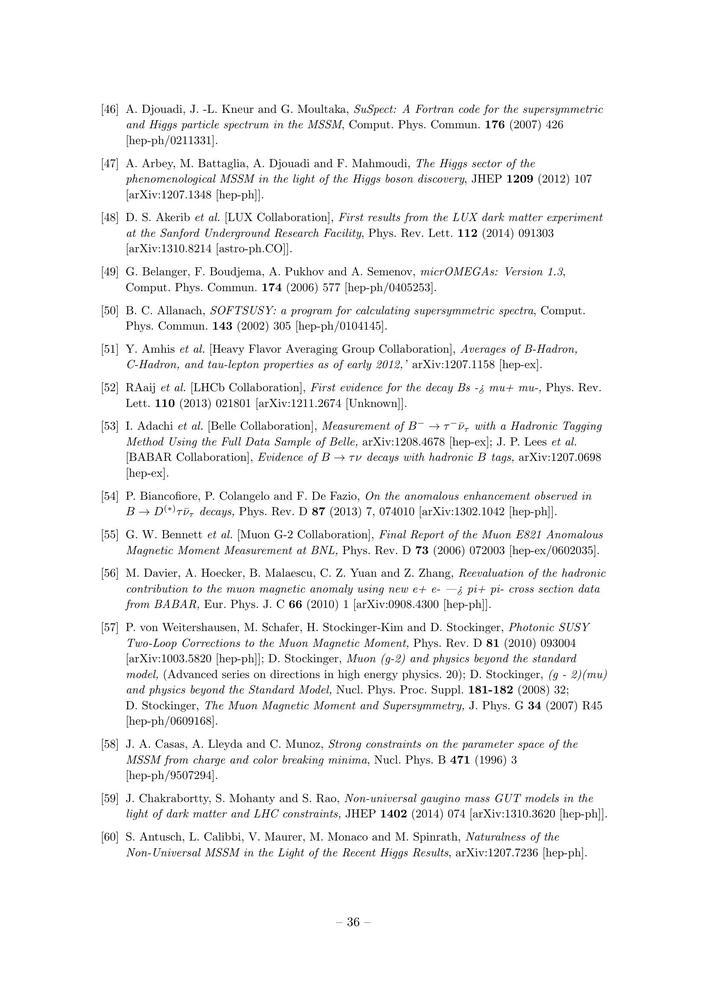 [46] A. Djouadi, J. -L. Kneur and G. Moultaka, SuSpect: A Fortran code for the supersymmetric
and Higgs particle spectrum in the MSSM, Comput. Phys. Commun. 176 (2007) 426
[hep-ph/0211331].
[47] A. Arbey, M. Battaglia, A. Djouadi and F. Mahmoudi, The Higgs sector of the
phenomenological MSSM in the light of the Higgs boson discovery, JHEP 1209 (2012) 107
[arXiv:1207.1348 [hep-ph]].
[48] D. S. Akerib et al. [LUX Collaboration], First results from the LUX dark matter experiment
at the Sanford Underground Research Facility, Phys. Rev. Lett. 112 (2014) 091303
[arXiv:1310.8214 [astro-ph.CO]].
[49] G. Belanger, F. Boudjema, A. Pukhov and A. Semenov, micrOMEGAs: Version 1.3,
Comput. Phys. Commun. 174 (2006) 577 [hep-ph/0405253].
[50] B. C. Allanach, SOFTSUSY: a program for calculating supersymmetric spectra, Comput.
Phys. Commun. 143 (2002) 305 [hep-ph/0104145].
[51] Y. Amhis et al. [Heavy Flavor Averaging Group Collaboration], Averages of B-Hadron,
C-Hadron, and tau-lepton properties as of early 2012,' arXiv:1207.1158 [hep-ex].
[52] RAaij et al. [LHCb Collaboration], First evidence for the decay Bs -¿ mu+ mu-, Phys. Rev.
Lett. 110 (2013) 021801 [arXiv:1211.2674 [Unknown]].
[53] I. Adachi et al. [Belle Collaboration], Measurement of B⁻ → τ⁻ν̄τ with a Hadronic Tagging
Method Using the Full Data Sample of Belle, arXiv:1208.4678 [hep-ex]; J. P. Lees et al.
[BABAR Collaboration], Evidence of B → τν decays with hadronic B tags, arXiv:1207.0698
[hep-ex].
[54] P. Biancofiore, P. Colangelo and F. De Fazio, On the anomalous enhancement observed in
B → D⁽*⁾τν̄τ decays, Phys. Rev. D 87 (2013) 7, 074010 [arXiv:1302.1042 [hep-ph]].
[55] G. W. Bennett et al. [Muon G-2 Collaboration], Final Report of the Muon E821 Anomalous
Magnetic Moment Measurement at BNL, Phys. Rev. D 73 (2006) 072003 [hep-ex/0602035].
[56] M. Davier, A. Hoecker, B. Malaescu, C. Z. Yuan and Z. Zhang, Reevaluation of the hadronic
contribution to the muon magnetic anomaly using new e+ e- —¿ pi+ pi- cross section data
from BABAR, Eur. Phys. J. C 66 (2010) 1 [arXiv:0908.4300 [hep-ph]].
[57] P. von Weitershausen, M. Schafer, H. Stockinger-Kim and D. Stockinger, Photonic SUSY
Two-Loop Corrections to the Muon Magnetic Moment, Phys. Rev. D 81 (2010) 093004
[arXiv:1003.5820 [hep-ph]]; D. Stockinger, Muon (g-2) and physics beyond the standard
model, (Advanced series on directions in high energy physics. 20); D. Stockinger, (g - 2)(mu)
and physics beyond the Standard Model, Nucl. Phys. Proc. Suppl. 181-182 (2008) 32;
D. Stockinger, The Muon Magnetic Moment and Supersymmetry, J. Phys. G 34 (2007) R45
[hep-ph/0609168].
[58] J. A. Casas, A. Lleyda and C. Munoz, Strong constraints on the parameter space of the
MSSM from charge and color breaking minima, Nucl. Phys. B 471 (1996) 3
[hep-ph/9507294].
[59] J. Chakrabortty, S. Mohanty and S. Rao, Non-universal gaugino mass GUT models in the
light of dark matter and LHC constraints, JHEP 1402 (2014) 074 [arXiv:1310.3620 [hep-ph]].
[60] S. Antusch, L. Calibbi, V. Maurer, M. Monaco and M. Spinrath, Naturalness of the
Non-Universal MSSM in the Light of the Recent Higgs Results, arXiv:1207.7236 [hep-ph].
– 36 –